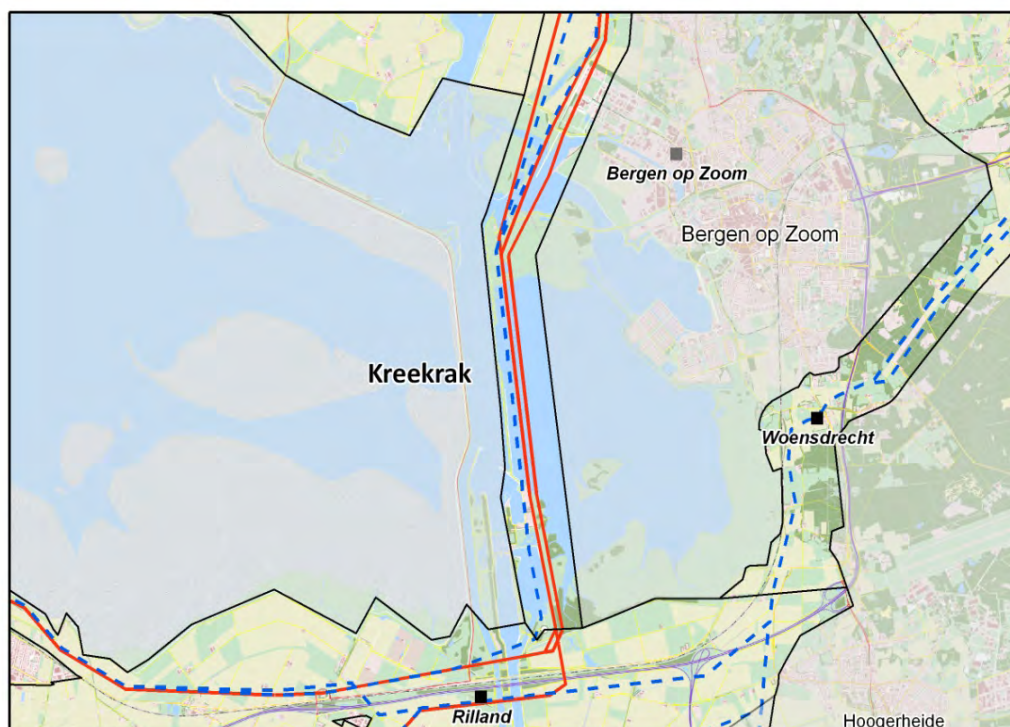 Bergen op Zoom
Bergen op Zoom
Kreekrak
Woensdrecht
Rilland
Hoogerheide